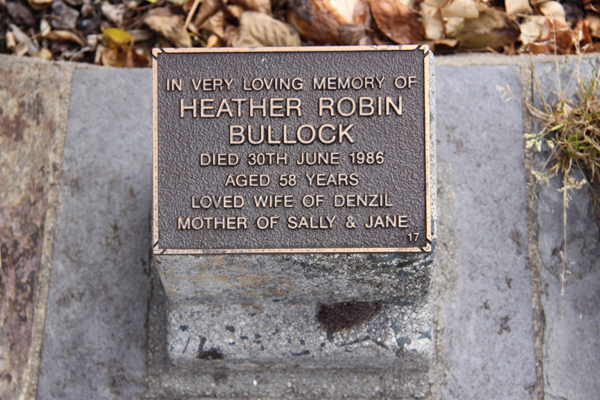 IN VERY LOVING MEMORY OF
HEATHER ROBIN
BULLOCK
DIED 30TH JUNE 1986
AGED 58 YEARS
LOVED WIFE OF DENZIL
MOTHER OF SALLY & JANE
17